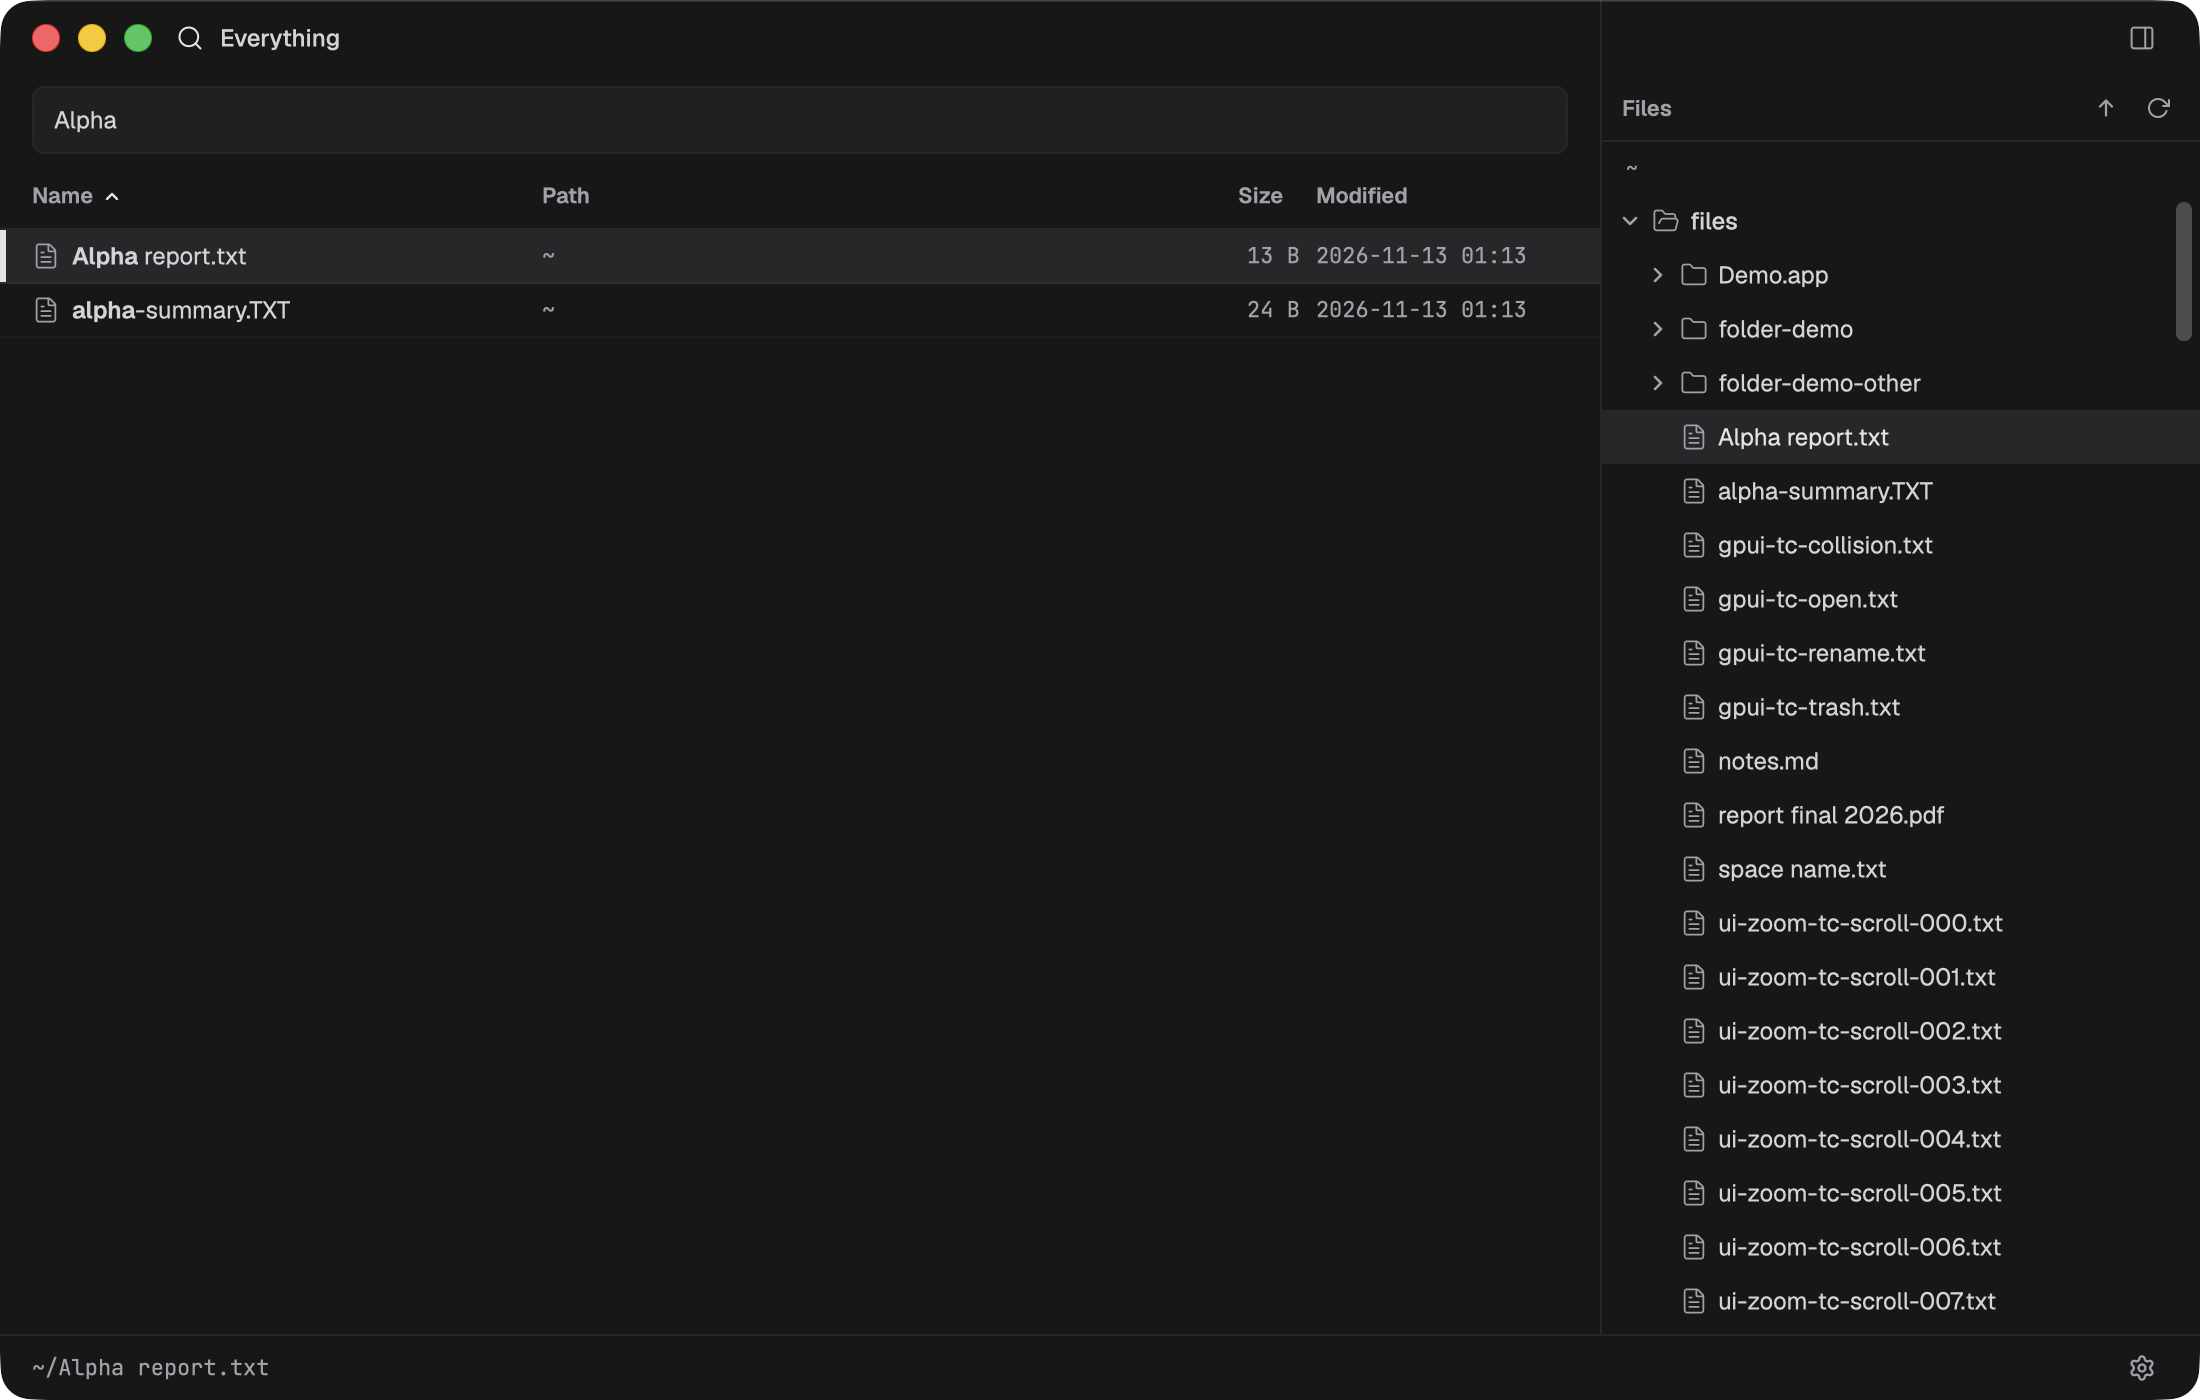 Everything
Alpha
Name Path Size Modified
Alpha report.txt ~ 13 B 2026-11-13 01:13
alpha-summary.TXT ~ 24 B 2026-11-13 01:13
Files
~
files
Demo.app
folder-demo
folder-demo-other
Alpha report.txt
alpha-summary.TXT
gpui-tc-collision.txt
gpui-tc-open.txt
gpui-tc-rename.txt
gpui-tc-trash.txt
notes.md
report final 2026.pdf
space name.txt
ui-zoom-tc-scroll-000.txt
ui-zoom-tc-scroll-001.txt
ui-zoom-tc-scroll-002.txt
ui-zoom-tc-scroll-003.txt
ui-zoom-tc-scroll-004.txt
ui-zoom-tc-scroll-005.txt
ui-zoom-tc-scroll-006.txt
ui-zoom-tc-scroll-007.txt
~/Alpha report.txt